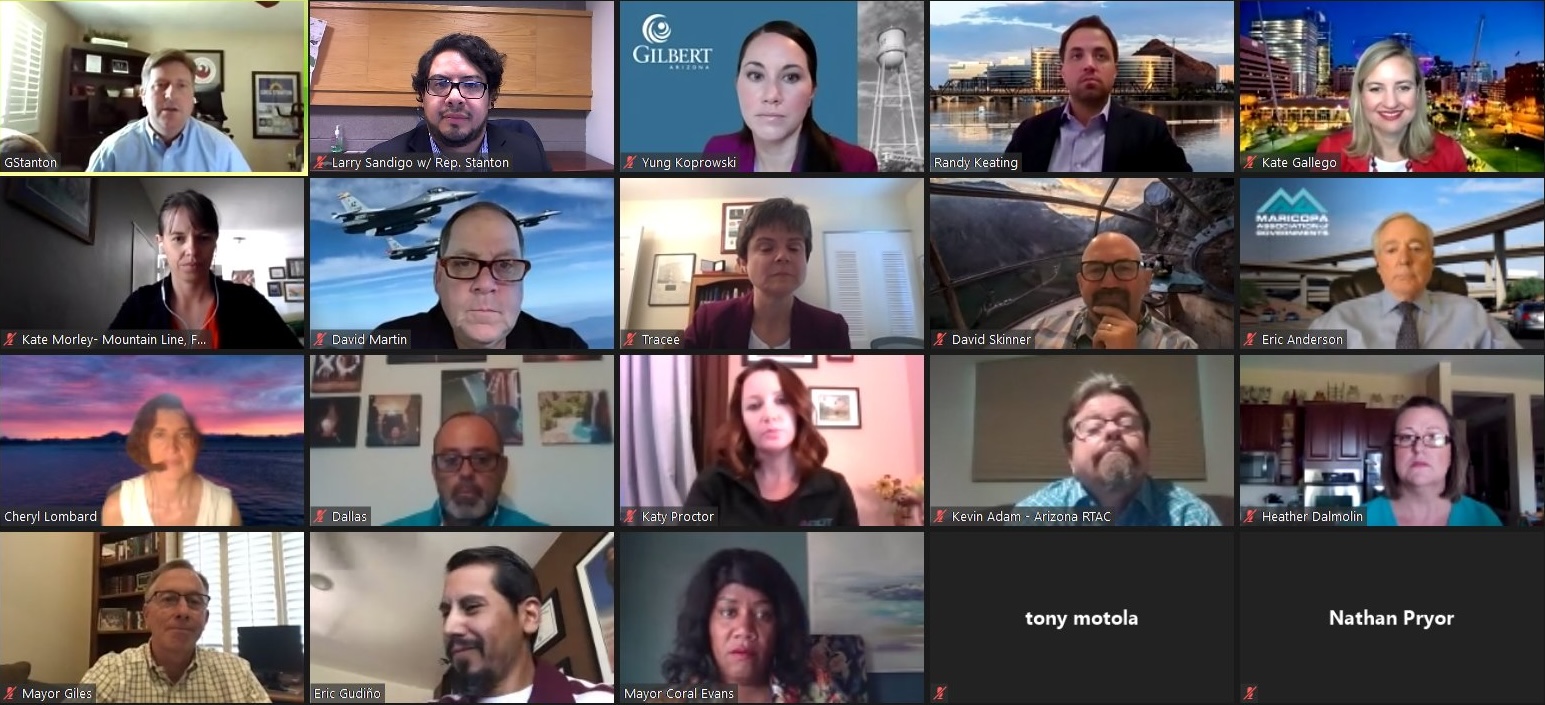 GStanton
Larry Sandigo w/ Rep. Stanton
GILBERT
ARIZONA
Yung Koprowski
Randy Keating
Kate Gallego
Kate Morley- Mountain Line, F...
David Martin
Tracee
David Skinner
MARICOPA
ASSOCIATION of
GOVERNMENTS
Eric Anderson
Cheryl Lombard
Dallas
Katy Proctor
Kevin Adam - Arizona RTAC
Heather Dalmolin
Mayor Giles
Eric Gudiño
Mayor Coral Evans
tony motola
Nathan Pryor